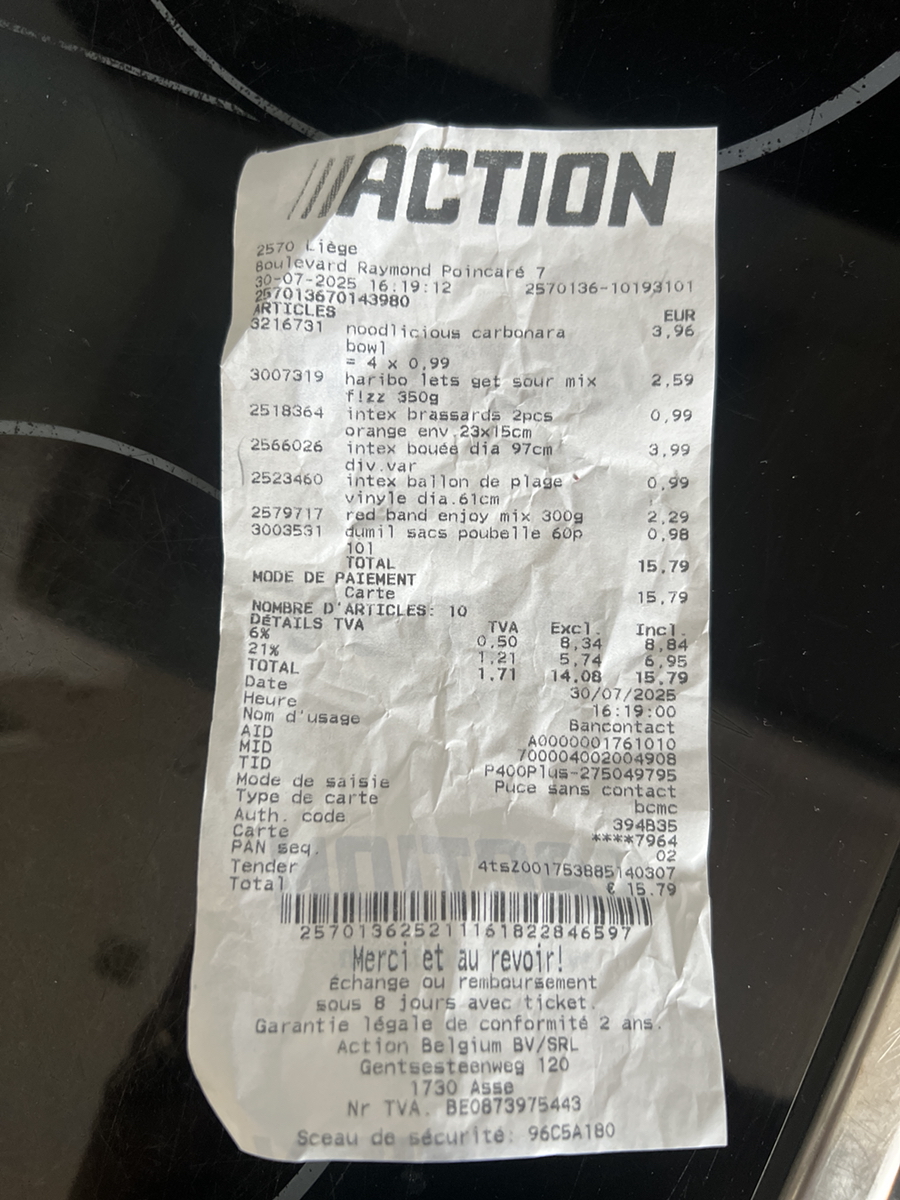 ///ACTION
2570 Liège
Boulevard Raymond Poincaré 7
30-07-2025 16:19:12 2570136-10193101
257013670143980
ARTICLES EUR
3216731 noodlicious carbonara 3,96
bowl
= 4 x 0,99
3007319 haribo lets get sour mix 2,59
f!zz 350g
2518364 intex brassards 2pcs 0,99
orange env.23x15cm
2566026 intex bouée dia 97cm 3,99
div.var
2523460 intex ballon de plage 0,99
vinyle dia.61cm
2579717 red band enjoy mix 300g 2,29
3003531 dumil sacs poubelle 60p 0,98
10l
TOTAL 15,79
MODE DE PAIEMENT
Carte 15,79
NOMBRE D'ARTICLES: 10
DÉTAILS TVA TVA Excl. Incl.
6% 0,50 8,34 8,84
21% 1,21 5,74 6,95
TOTAL 1,71 14,08 15,79
Date 30/07/2025
Heure 16:19:00
Nom d'usage Bancontact
AID A0000001761010
MID 700004002004908
TID P400Plus-275049795
Mode de saisie Puce sans contact
Type de carte bcmc
Auth. code 394B35
Carte ****7964
PAN seq. 02
Tender 4tsZ001753885140307
Total € 15.79
257013625211161822846597
Merci et au revoir!
Échange ou remboursement
sous 8 jours avec ticket.
Garantie légale de conformité 2 ans.
Action Belgium BV/SRL
Gentsesteenweg 120
1730 Asse
Nr TVA. BE0873975443
Sceau de sécurité: 96C5A180